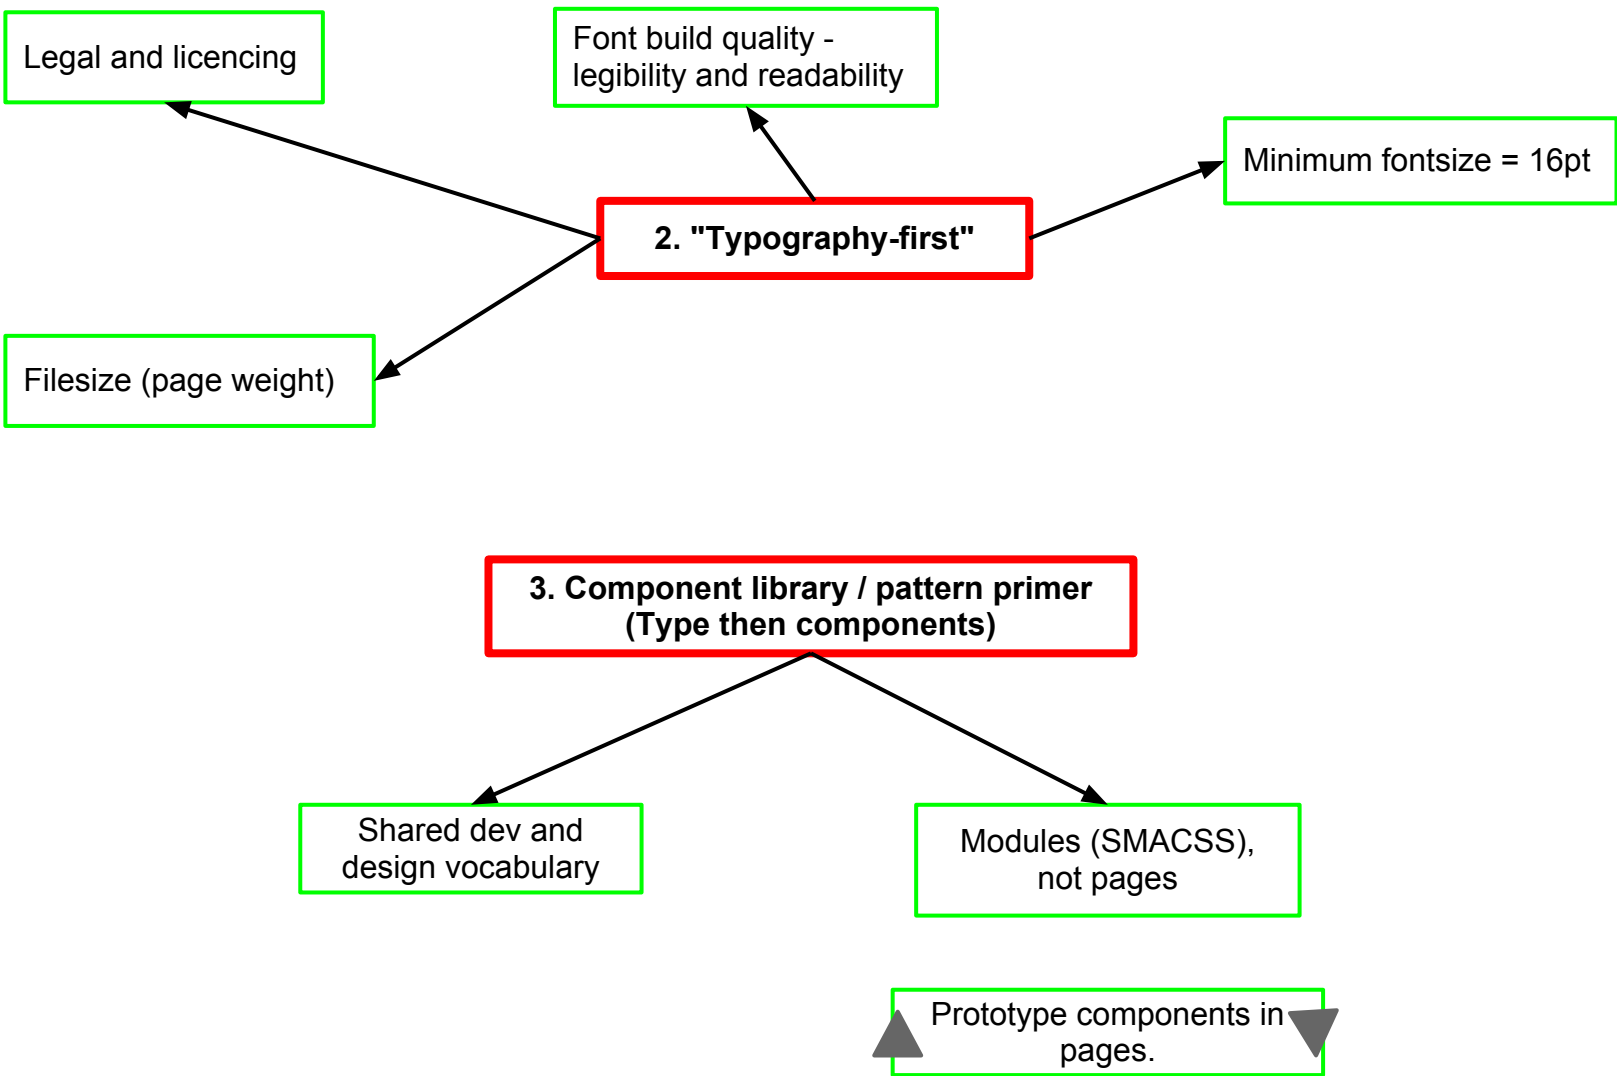 Legal and licencing
Font build quality -
legibility and readability
Minimum fontsize = 16pt
2. "Typography-first"
Filesize (page weight)
3. Component library / pattern primer
(Type then components)
Shared dev and
design vocabulary
Modules (SMACSS),
not pages
Prototype components in
pages.